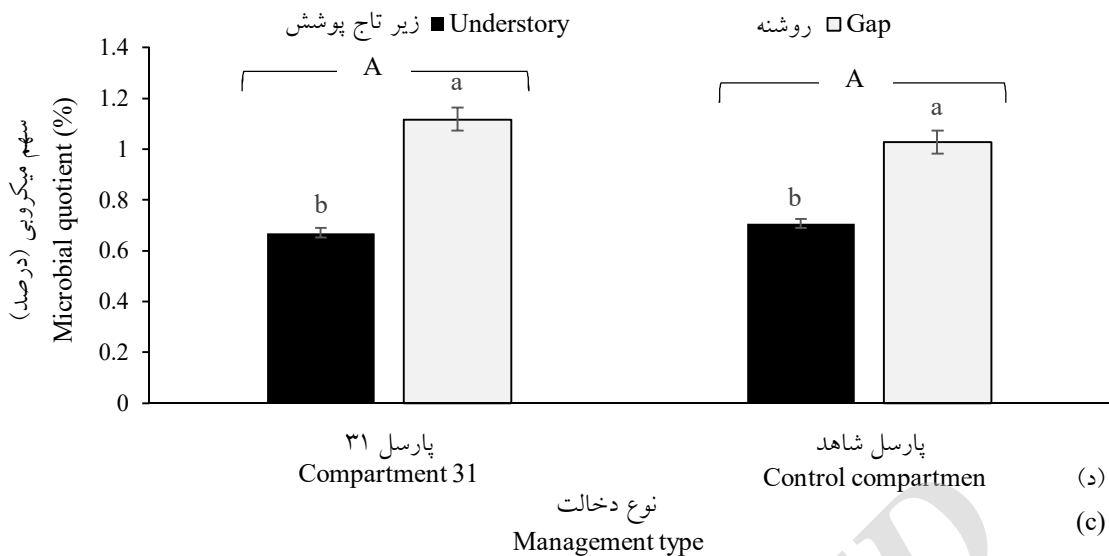 زیر تاج پوشش ■ Understory روشنه □ Gap
1.4
1.2
1
0.8
0.6
0.4
0.2
0
سهم میکروبی (درصد)
Microbial quotient (%)
A
b
a
A
b
a
پارسل ۳۱
Compartment 31
پارسل شاهد
Control compartmen
نوع دخالت
Management type
(د)
(c)